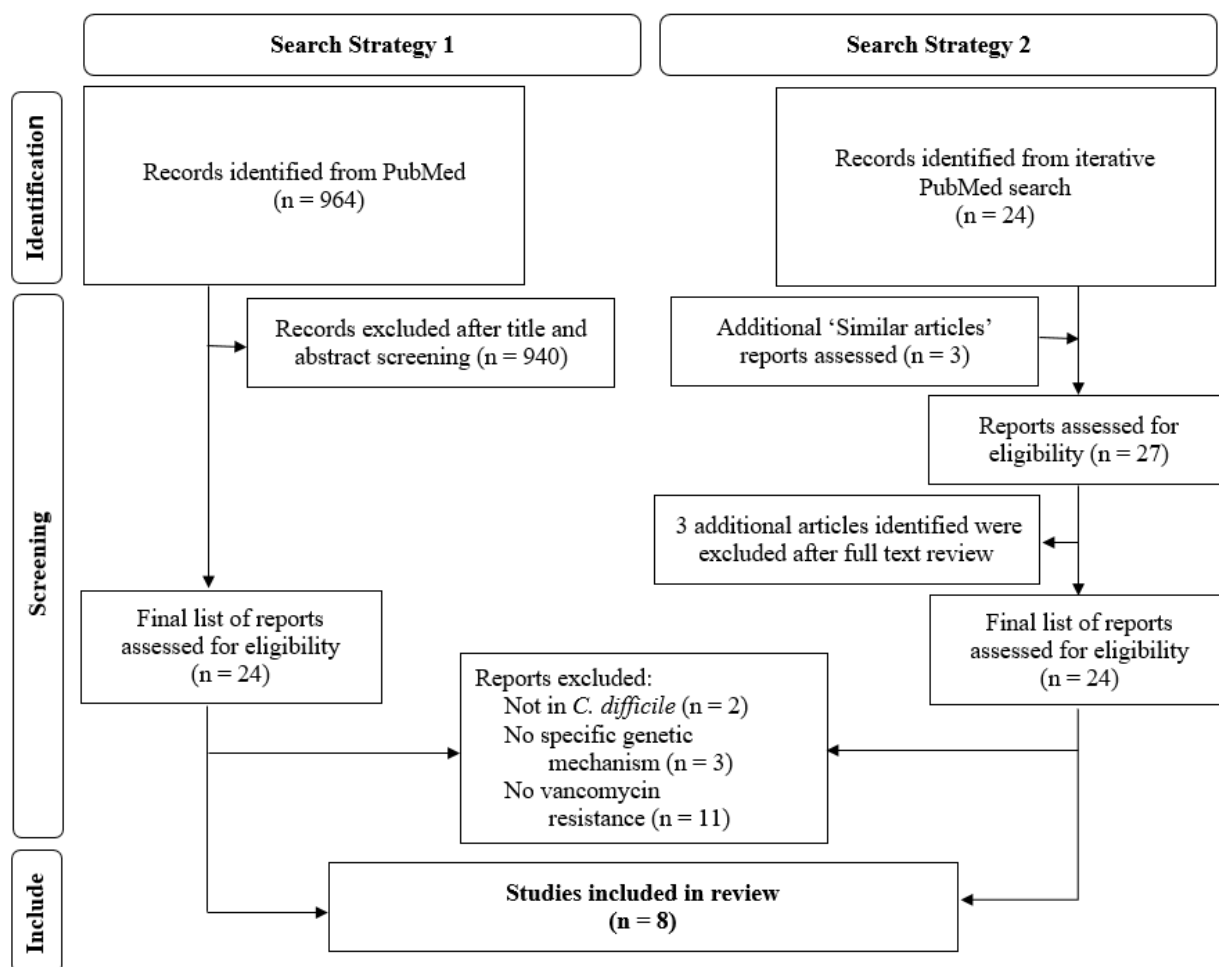 Search Strategy 1
Search Strategy 2
Identification
Records identified from PubMed
(n = 964)
Records identified from iterative
PubMed search
(n = 24)
Screening
Records excluded after title and
abstract screening (n = 940)
Additional ‘Similar articles’
reports assessed (n = 3)
Reports assessed for
eligibility (n = 27)
3 additional articles identified were
excluded after full text review
Final list of reports
assessed for eligibility
(n = 24)
Final list of reports
assessed for eligibility
(n = 24)
Reports excluded:
Not in C. difficile (n = 2)
No specific genetic
mechanism (n = 3)
No vancomycin
resistance (n = 11)
Include
Studies included in review
(n = 8)